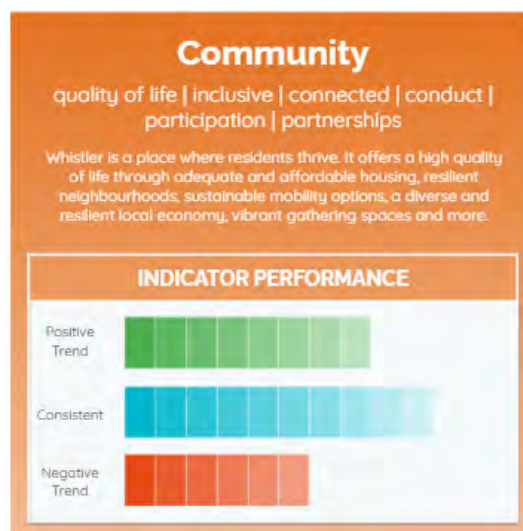 Community
quality of life | inclusive | connected | conduct |
participation | partnerships
Whistler is a place where residents thrive. It offers a high quality
of life through adequate and affordable housing, resilient
neighbourhoods, sustainable mobility options, a diverse and
resilient local economy, vibrant gathering spaces and more.
INDICATOR PERFORMANCE
Positive
Trend
Consistent
Negative
Trend